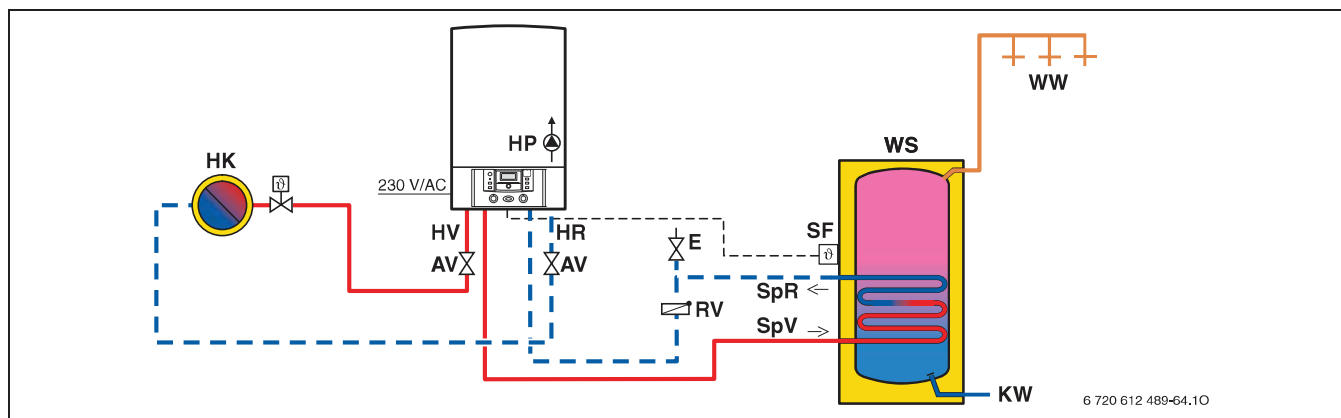 WW
HP
WS
HK
ϑ
230 V/AC
HV
HR
E
SF
ϑ
AV
AV
SpR
RV
SpV
KW
6 720 612 489-64.1O